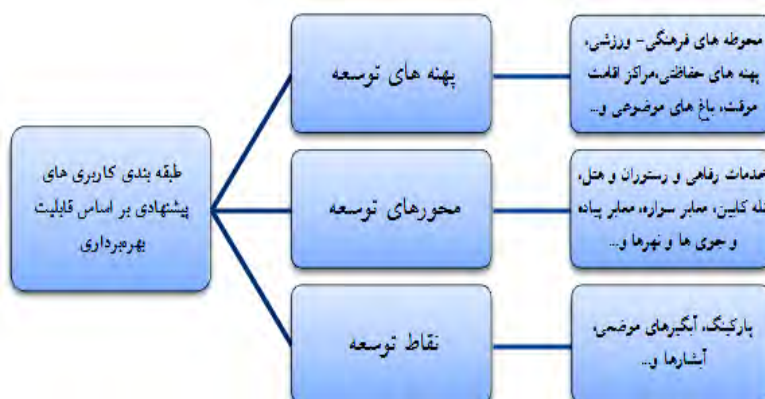 طبقه بندی کاربری های
پیشنهادی بر اساس قابلیت
بهره‌برداری
پهنه های توسعه
محوطه های فرهنگی- ورزشی،
پهنه های حفاظتی،مراکز اقامت
موقت، باغ های موضوعی و...
محورهای توسعه
خدمات رفاهی و رستوران و هتل،
تله کابین، معابر سواره، معابر پیاده
و جوی ها و نهرها و...
نقاط توسعه
پارکینگ، آبگیرهای موضعی،
آبشارها و...